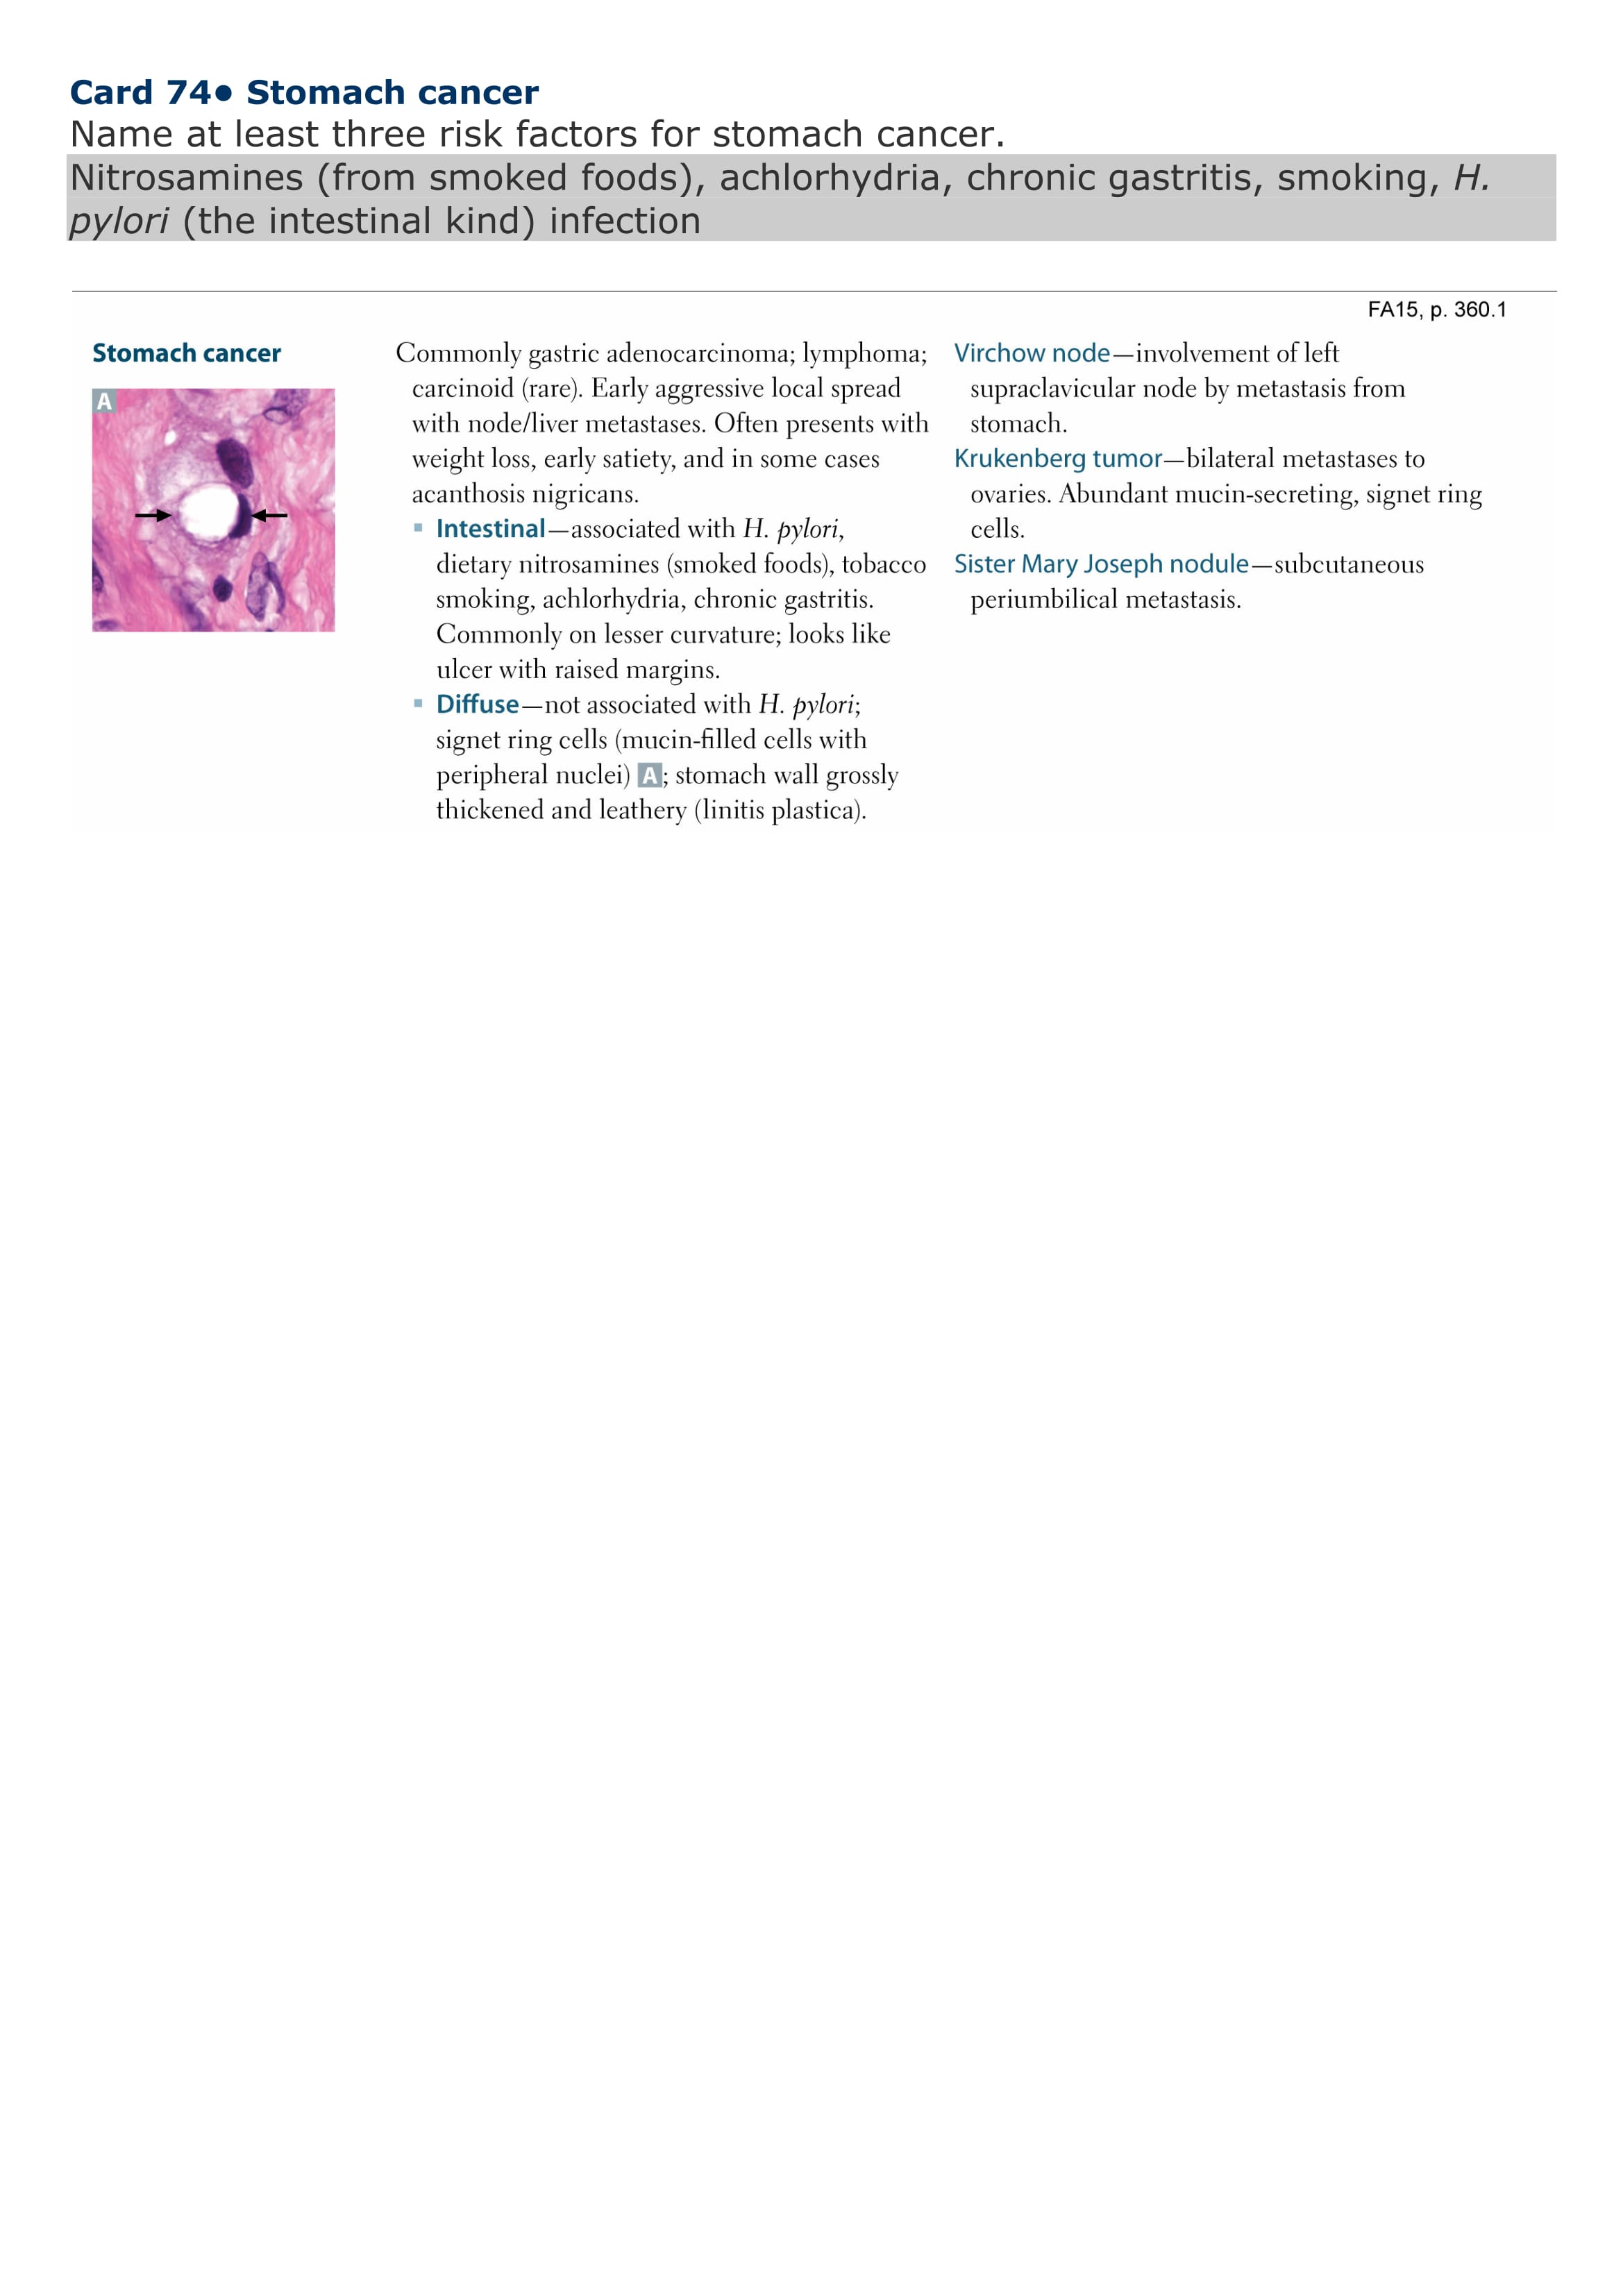 Card 74● Stomach cancer
Name at least three risk factors for stomach cancer.
Nitrosamines (from smoked foods), achlorhydria, chronic gastritis, smoking, H.
pylori (the intestinal kind) infection
FA15, p. 360.1
Stomach cancer
A
Commonly gastric adenocarcinoma; lymphoma;
carcinoid (rare). Early aggressive local spread
with node/liver metastases. Often presents with
weight loss, early satiety, and in some cases
acanthosis nigricans.
▪ Intestinal—associated with H. pylori,
dietary nitrosamines (smoked foods), tobacco
smoking, achlorhydria, chronic gastritis.
Commonly on lesser curvature; looks like
ulcer with raised margins.
▪ Diffuse—not associated with H. pylori;
signet ring cells (mucin-filled cells with
peripheral nuclei) A; stomach wall grossly
thickened and leathery (linitis plastica).
Virchow node—involvement of left
supraclavicular node by metastasis from
stomach.
Krukenberg tumor—bilateral metastases to
ovaries. Abundant mucin-secreting, signet ring
cells.
Sister Mary Joseph nodule—subcutaneous
periumbilical metastasis.